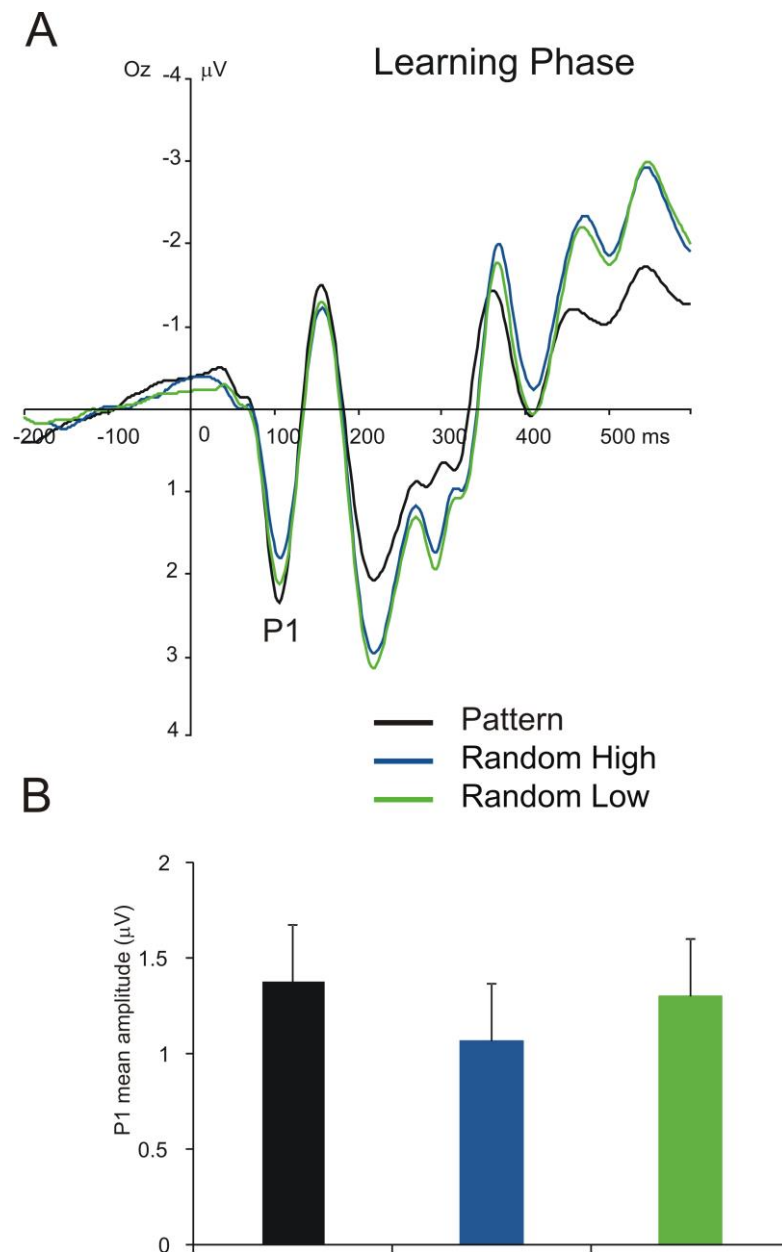 A
Oz μV Learning Phase
-4
-3
-2
-1
-200 -100 0 100 200 300 400 500 ms
1
2
P1
3
4
Pattern
Random High
Random Low
B
P1 mean amplitude (μV)
2
1.5
1
0.5
0